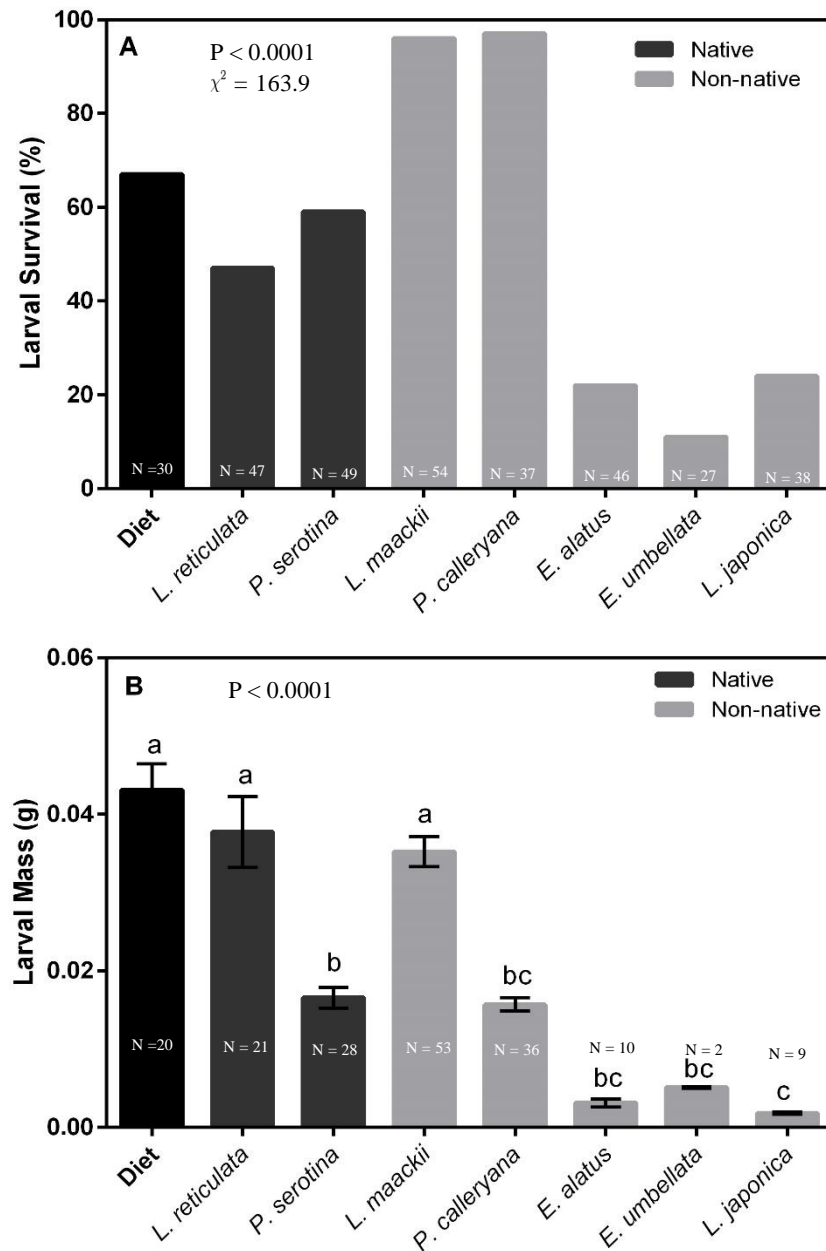 A
P < 0.0001
χ² = 163.9
Native
Non-native
Larval Survival (%)
100
80
60
40
20
0
N =30
N = 47
N = 49
N = 54
N = 37
N = 46
N = 27
N = 38
Diet
L. reticulata
P. serotina
L. maackii
P. calleryana
E. alatus
E. umbellata
L. japonica
B
P < 0.0001
Native
Non-native
Larval Mass (g)
0.06
0.04
0.02
0.00
a
a
b
a
bc
bc
bc
c
N =20
N = 21
N = 28
N = 53
N = 36
N = 10
N = 2
N = 9
Diet
L. reticulata
P. serotina
L. maackii
P. calleryana
E. alatus
E. umbellata
L. japonica